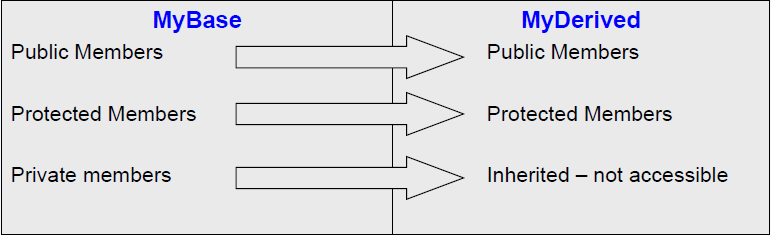 MyBase
MyDerived
Public Members
Public Members
Protected Members
Protected Members
Private members
Inherited – not accessible